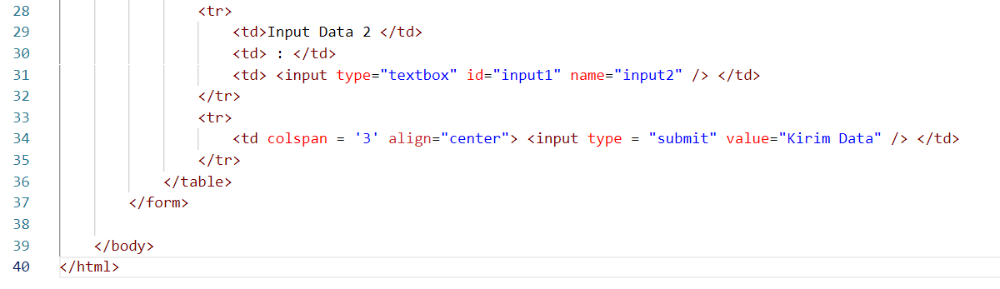 28 <tr>
29 <td>Input Data 2 </td>
30 <td> : </td>
31 <td> <input type="textbox" id="input1" name="input2" /> </td>
32 </tr>
33 <tr>
34 <td colspan = '3' align="center"> <input type = "submit" value="Kirim Data" /> </td>
35 </tr>
36 </table>
37 </form>
38
39 </body>
40 </html>